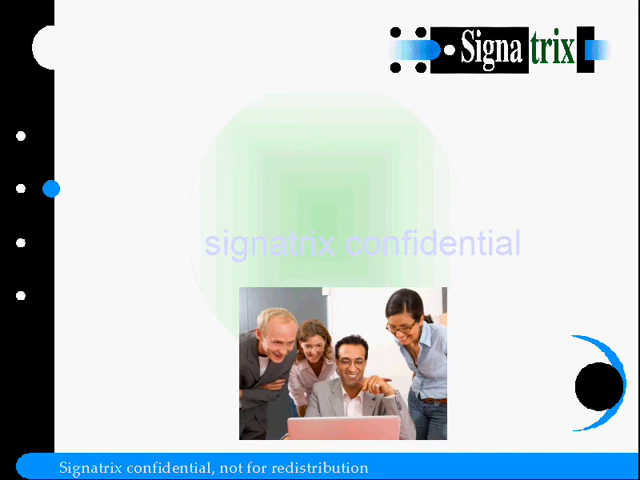 Signatrix
signatrix confidential
Signatrix confidential, not for redistribution